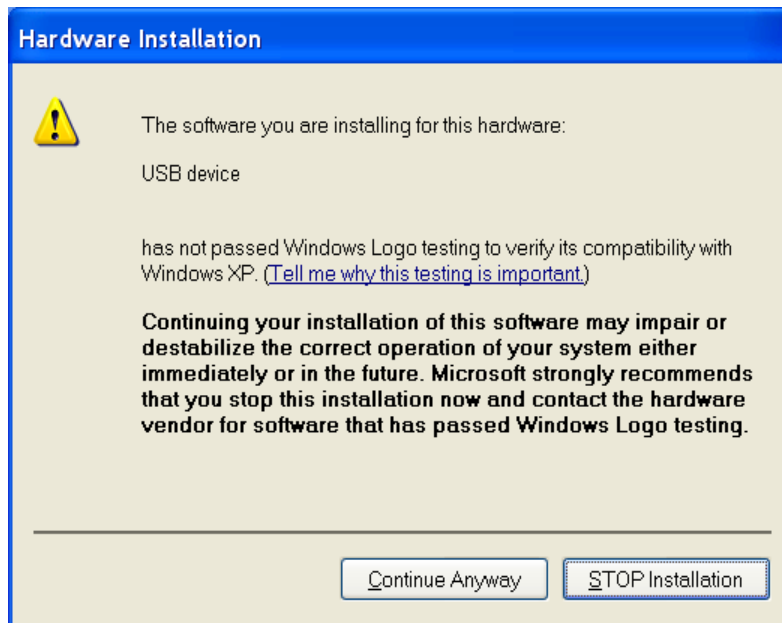 Hardware Installation
The software you are installing for this hardware:
USB device
has not passed Windows Logo testing to verify its compatibility with
Windows XP. (Tell me why this testing is important.)
Continuing your installation of this software may impair or
destabilize the correct operation of your system either
immediately or in the future. Microsoft strongly recommends
that you stop this installation now and contact the hardware
vendor for software that has passed Windows Logo testing.
Continue Anyway
STOP Installation